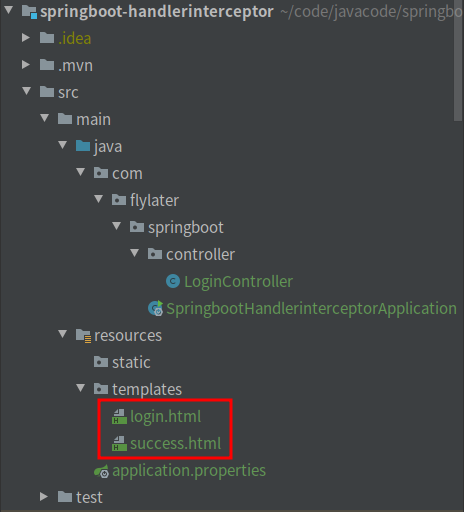 springboot-handlerinterceptor ~/code/javacode/springbo
.idea
.mvn
src
main
java
com
flylater
springboot
controller
LoginController
SpringbootHandlerinterceptorApplication
resources
static
templates
login.html
success.html
application.properties
test